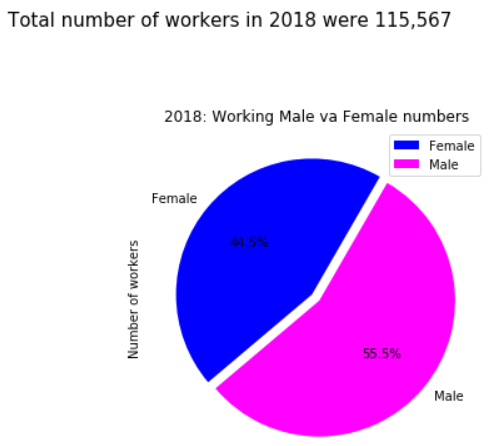 Total number of workers in 2018 were 115,567
2018: Working Male va Female numbers
Female
Male
Female
44.5%
Number of workers
55.5%
Male